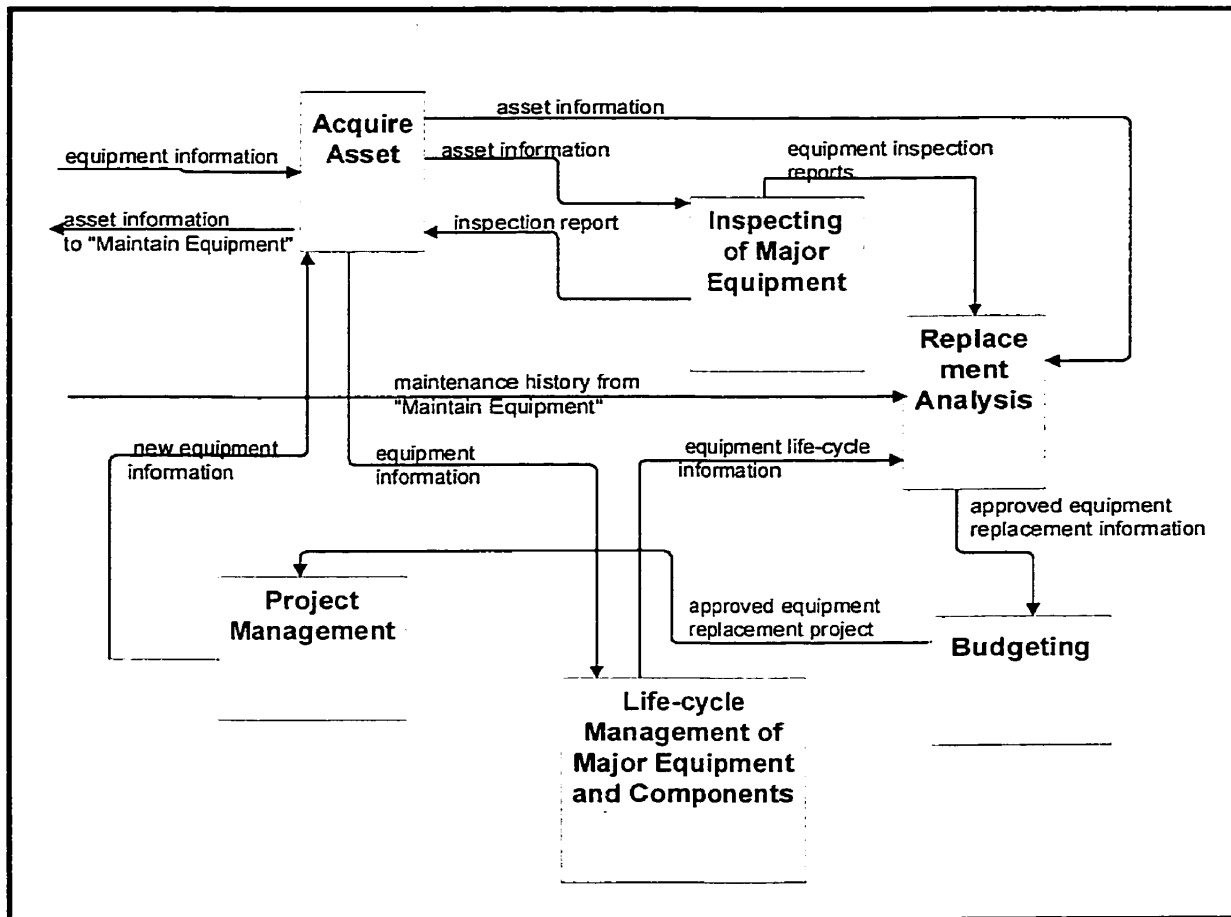 asset information
Acquire
Asset
equipment information
asset information
equipment inspection
reports
asset information
to "Maintain Equipment"
inspection report
Inspecting
of Major
Equipment
Replace
ment
Analysis
maintenance history from
"Maintain Equipment"
new equipment
information
equipment
information
equipment life-cycle
information
approved equipment
replacement information
Project
Management
approved equipment
replacement project
Budgeting
Life-cycle
Management of
Major Equipment
and Components